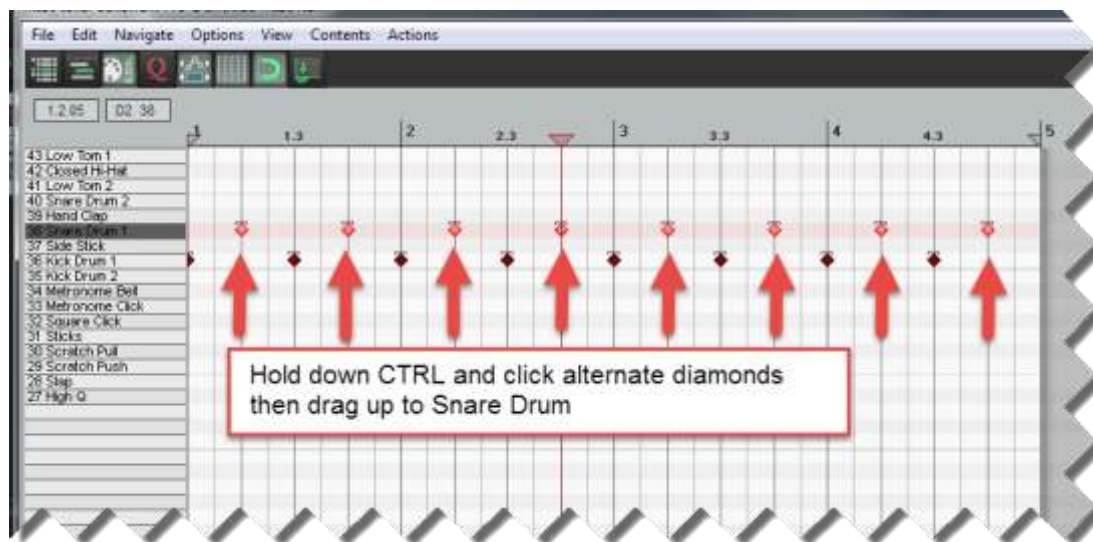 File Edit Navigate Options View Contents Actions
1.2.05 D2 38
1 1.3 2 2.3 3 3.3 4 4.3 5
43 Low Tom 1
42 Closed Hi-Hat
41 Low Tom 2
40 Snare Drum 2
39 Hand Clap
38 Snare Drum 1
37 Side Stick
36 Kick Drum 1
35 Kick Drum 2
34 Metronome Bell
33 Metronome Click
32 Square Click
31 Sticks
30 Scratch Pull
29 Scratch Push
28 Slap
27 High Q
Hold down CTRL and click alternate diamonds
then drag up to Snare Drum